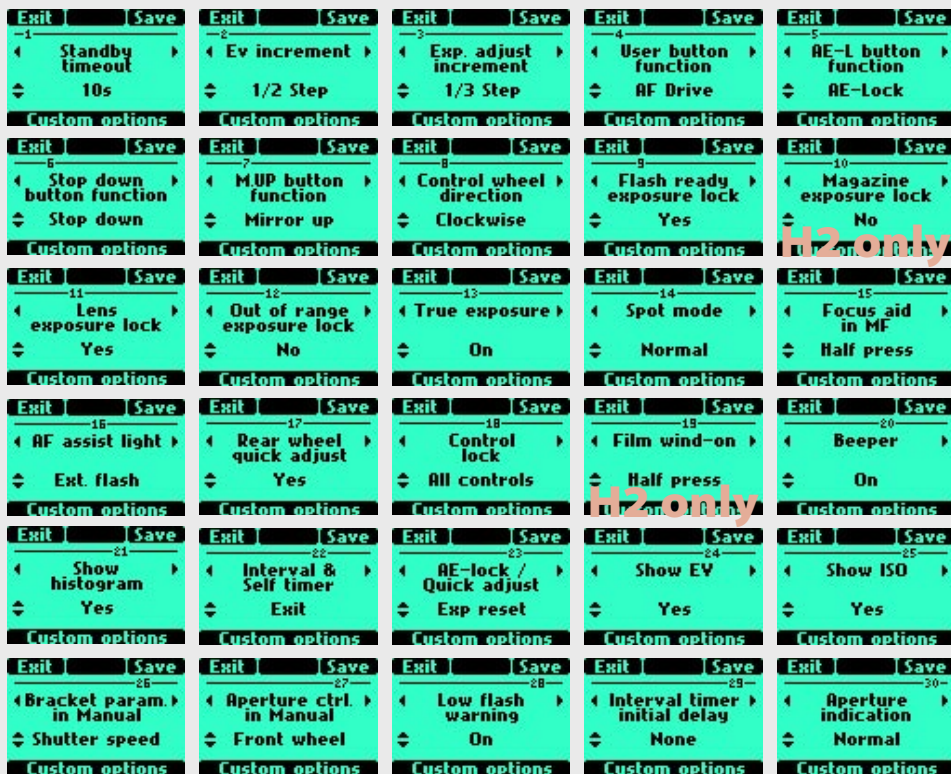 Exit Save
1
Standby
timeout
10s
Custom options
Exit Save
2
Ev increment
1/2 Step
Custom options
Exit Save
3
Exp. adjust
increment
1/3 Step
Custom options
Exit Save
4
User button
function
AF Drive
Custom options
Exit Save
5
AE-L button
function
AE-Lock
Custom options
Exit Save
6
Stop down
button function
Stop down
Custom options
Exit Save
7
M.UP button
function
Mirror up
Custom options
Exit Save
8
Control wheel
direction
Clockwise
Custom options
Exit Save
9
Flash ready
exposure lock
Yes
Custom options
Exit Save
10
Magazine
exposure lock
No
H2 only
Custom options
Exit Save
11
Lens
exposure lock
Yes
Custom options
Exit Save
12
Out of range
exposure lock
No
Custom options
Exit Save
13
True exposure
On
Custom options
Exit Save
14
Spot mode
Normal
Custom options
Exit Save
15
Focus aid
in MF
Half press
Custom options
Exit Save
16
AF assist light
Ext. flash
Custom options
Exit Save
17
Rear wheel
quick adjust
Yes
Custom options
Exit Save
18
Control
lock
All controls
Custom options
Exit Save
19
Film wind-on
Half press
H2 only
Custom options
Exit Save
20
Beeper
On
Custom options
Exit Save
21
Show
histogram
Yes
Custom options
Exit Save
22
Interval &
Self timer
Exit
Custom options
Exit Save
23
AE-lock /
Quick adjust
Exp reset
Custom options
Exit Save
24
Show EV
Yes
Custom options
Exit Save
25
Show ISO
Yes
Custom options
Exit Save
26
Bracket param.
in Manual
Shutter speed
Custom options
Exit Save
27
Aperture ctrl.
in Manual
Front wheel
Custom options
Exit Save
28
Low flash
warning
On
Custom options
Exit Save
29
Interval timer
initial delay
None
Custom options
Exit Save
30
Aperture
indication
Normal
Custom options